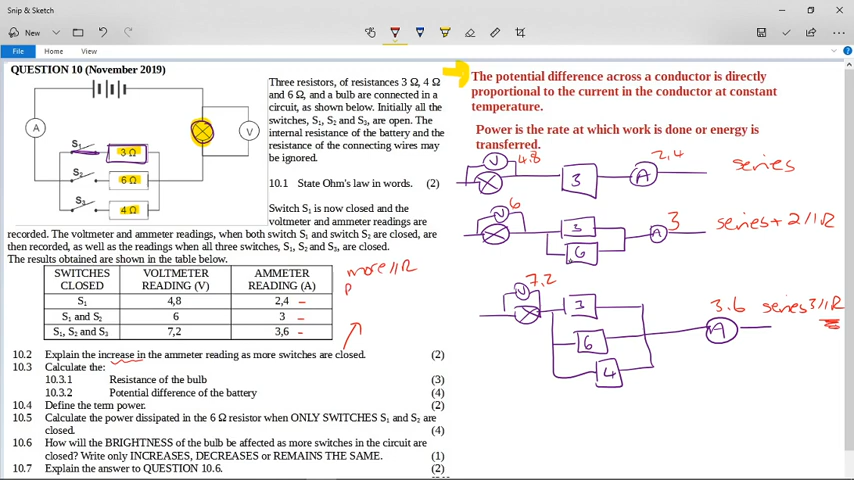 Snip & Sketch
New
File Home View
QUESTION 10 (November 2019)
A
V
S₁
3 Ω
S₂
6 Ω
S₃
4 Ω
Three resistors, of resistances 3 Ω, 4 Ω
and 6 Ω, and a bulb are connected in a
circuit, as shown below. Initially all the
switches, S₁, S₂ and S₃, are open. The
internal resistance of the battery and the
resistance of the connecting wires may
be ignored.
10.1 State Ohm's law in words. (2)
Switch S₁ is now closed and the
voltmeter and ammeter readings are
recorded. The voltmeter and ammeter readings, when both switch S₁ and switch S₂ are closed, are
then recorded, as well as the readings when all three switches, S₁, S₂ and S₃, are closed.
The results obtained are shown in the table below.
SWITCHES CLOSED VOLTMETER READING (V) AMMETER READING (A)
S₁ 4,8 2,4
S₁ and S₂ 6 3
S₁, S₂ and S₃ 7,2 3,6
more // R
10.2 Explain the increase in the ammeter reading as more switches are closed. (2)
10.3 Calculate the:
10.3.1 Resistance of the bulb (3)
10.3.2 Potential difference of the battery (4)
10.4 Define the term power. (2)
10.5 Calculate the power dissipated in the 6 Ω resistor when ONLY SWITCHES S₁ and S₂ are
closed. (4)
10.6 How will the BRIGHTNESS of the bulb be affected as more switches in the circuit are
closed? Write only INCREASES, DECREASES or REMAINS THE SAME. (1)
10.7 Explain the answer to QUESTION 10.6. (2)
The potential difference across a conductor is directly
proportional to the current in the conductor at constant
temperature.
Power is the rate at which work is done or energy is
transferred.
V 4,8 3 A 2,4 series
V 6 3 6 A 3 series + 2 // R
V 7,2 3 6 4 A 3.6 series 3 // R